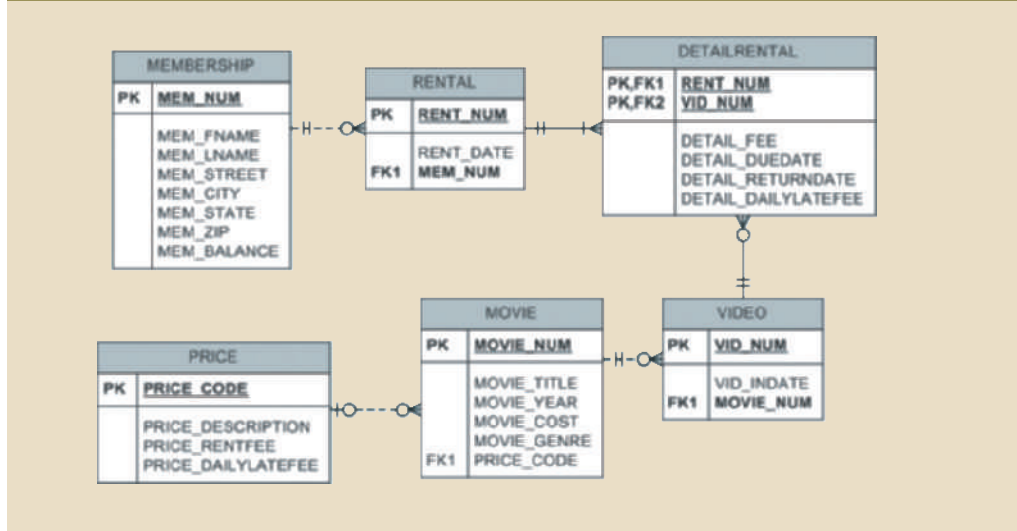 MEMBERSHIP
PK MEM_NUM
MEM_FNAME
MEM_LNAME
MEM_STREET
MEM_CITY
MEM_STATE
MEM_ZIP
MEM_BALANCE
RENTAL
PK RENT_NUM
RENT_DATE
FK1 MEM_NUM
DETAILRENTAL
PK,FK1 RENT_NUM
PK,FK2 VID_NUM
DETAIL_FEE
DETAIL_DUEDATE
DETAIL_RETURNDATE
DETAIL_DAILYLATEFEE
PRICE
PK PRICE_CODE
PRICE_DESCRIPTION
PRICE_RENTFEE
PRICE_DAILYLATEFEE
MOVIE
PK MOVIE_NUM
MOVIE_TITLE
MOVIE_YEAR
MOVIE_COST
MOVIE_GENRE
FK1 PRICE_CODE
VIDEO
PK VID_NUM
VID_INDATE
FK1 MOVIE_NUM